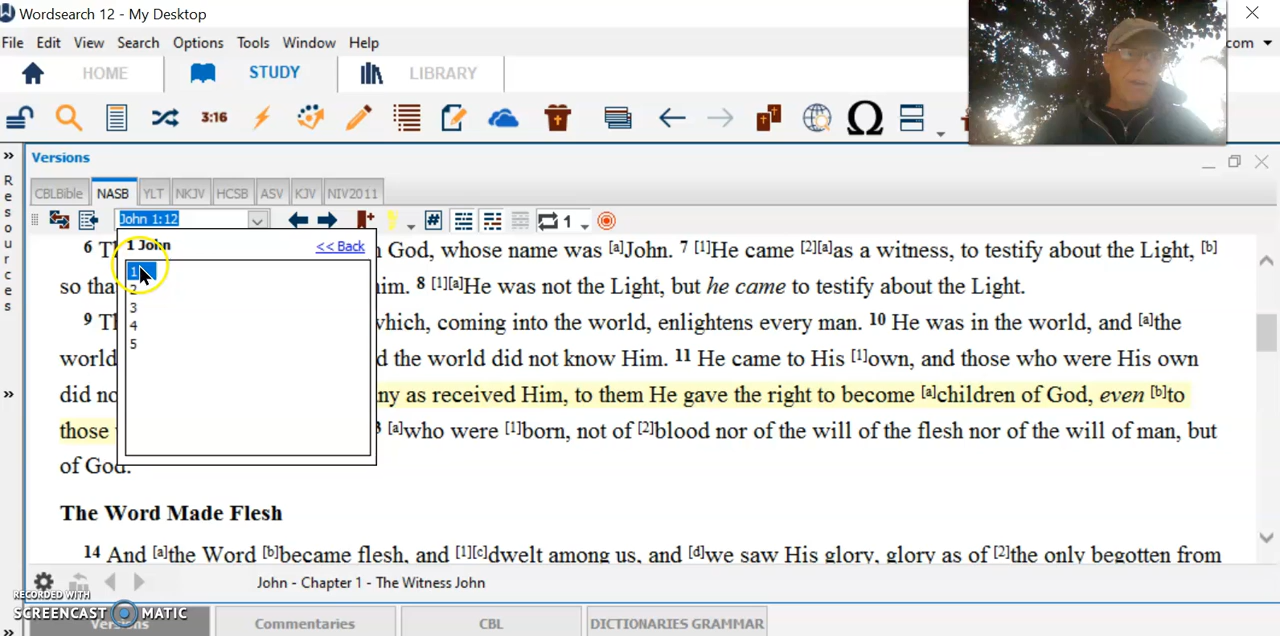 Wordsearch 12 - My Desktop
File Edit View Search Options Tools Window Help
com
HOME STUDY LIBRARY
3:16
Ω
Versions
Resources
CBLBible NASB YLT NKJV HCSB ASV KJV NIV2011
John 1:12
# 1
1 John << Back
1
2
3
4
5
6 God, whose name was [a]John. 7 [1]He came [2][a]as a witness, to testify about the Light, [b]
so him. 8 [1][a]He was not the Light, but he came to testify about the Light.
9 which, coming into the world, enlightens every man. 10 He was in the world, and [a]the
world the world did not know Him. 11 He came to His [1]own, and those who were His own
did as received Him, to them He gave the right to become [a]children of God, even [b]to
those [a]who were [1]born, not of [2]blood nor of the will of the flesh nor of the will of man, but
of God.
The Word Made Flesh
14 And [a]the Word [b]became flesh, and [1][c]dwelt among us, and [d]we saw His glory, glory as of [2]the only begotten from
John - Chapter 1 - The Witness John
RECORDED WITH
SCREENCAST MATIC
Versions Commentaries CBL DICTIONARIES GRAMMAR